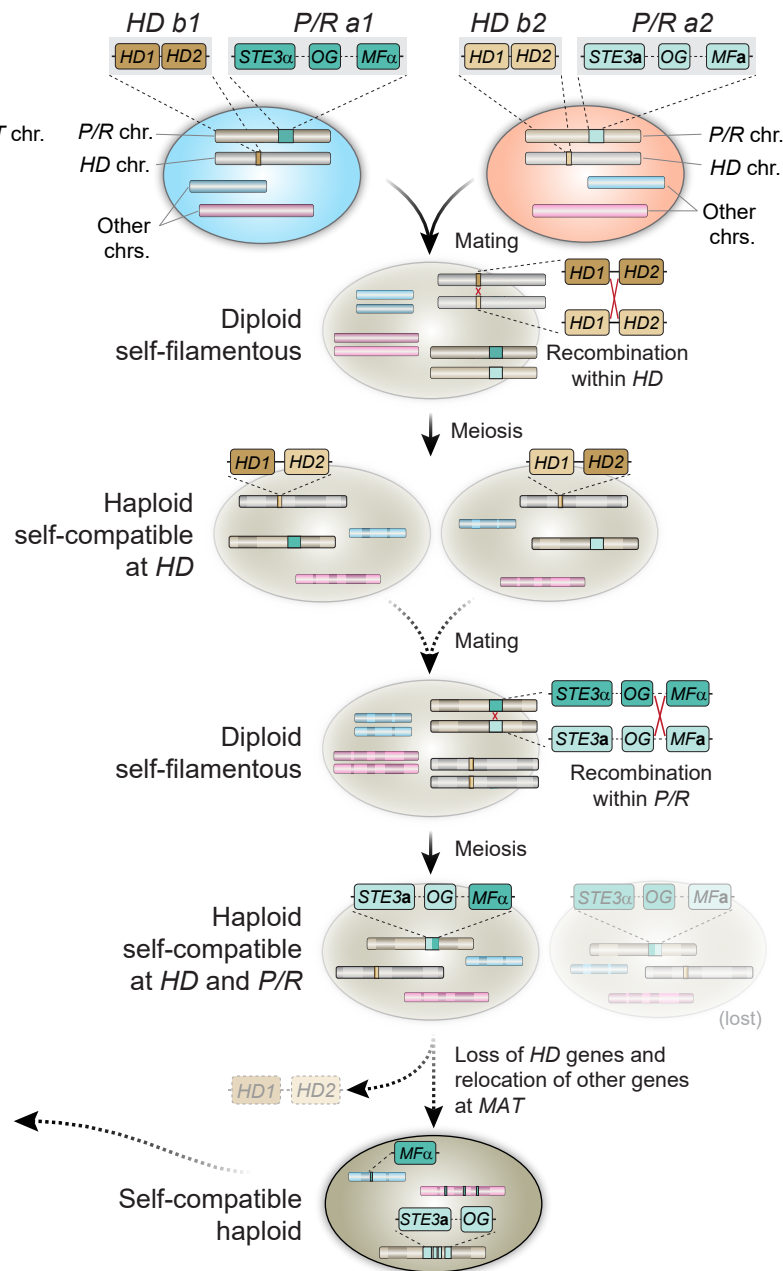 HD b1
P/R a1
HD b2
P/R a2
HD1 HD2
STE3α OG MFα
HD1 HD2
STE3a OG MFa
T chr.
P/R chr.
HD chr.
Other
chrs.
P/R chr.
HD chr.
Other
chrs.
Mating
Diploid
self-filamentous
HD1 HD2
HD1 HD2
Recombination
within HD
Meiosis
HD1 HD2
HD1 HD2
Haploid
self-compatible
at HD
Mating
Diploid
self-filamentous
STE3α OG MFα
STE3a OG MFa
Recombination
within P/R
Meiosis
STE3a OG MFα
STE3α OG MFa
Haploid
self-compatible
at HD and P/R
(lost)
HD1 HD2
Loss of HD genes and
relocation of other genes
at MAT
MFα
Self-compatible
haploid
STE3a OG